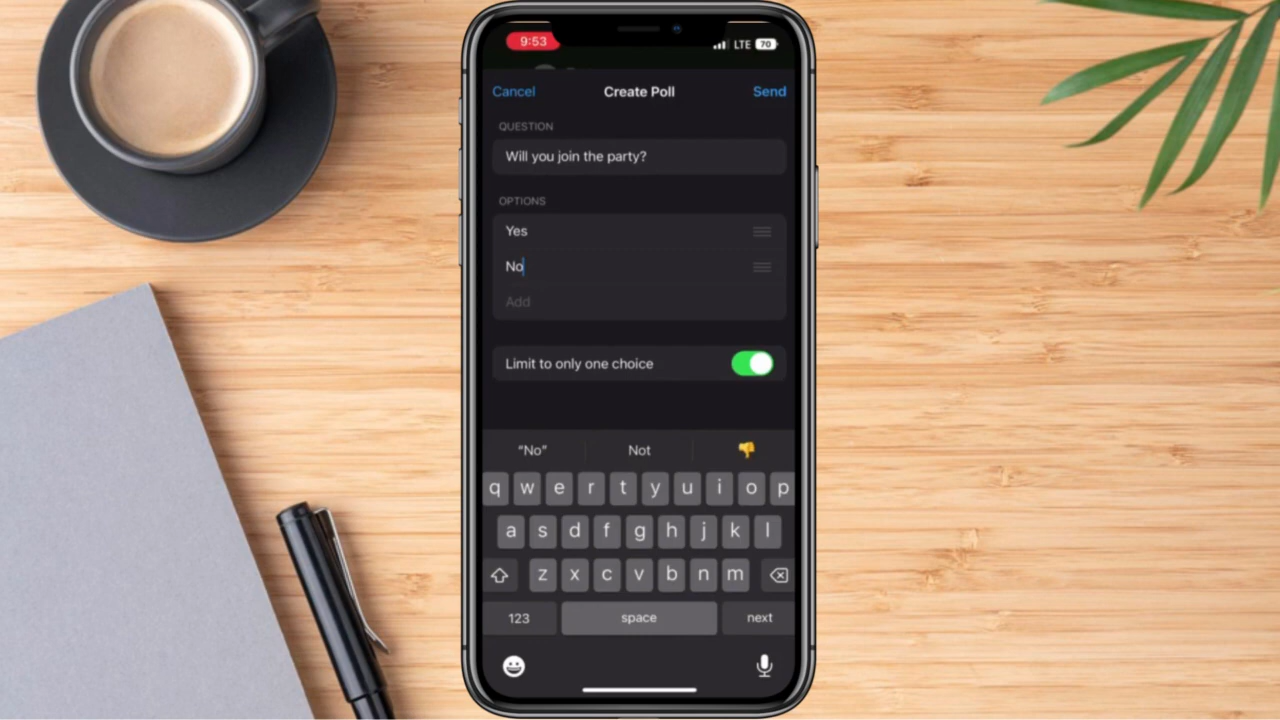 9:53 LTE 70
Cancel Create Poll Send
QUESTION
Will you join the party?
OPTIONS
Yes
No
Add
Limit to only one choice
“No” Not 👎
q w e r t y u i o p
a s d f g h j k l
z x c v b n m
123 space next